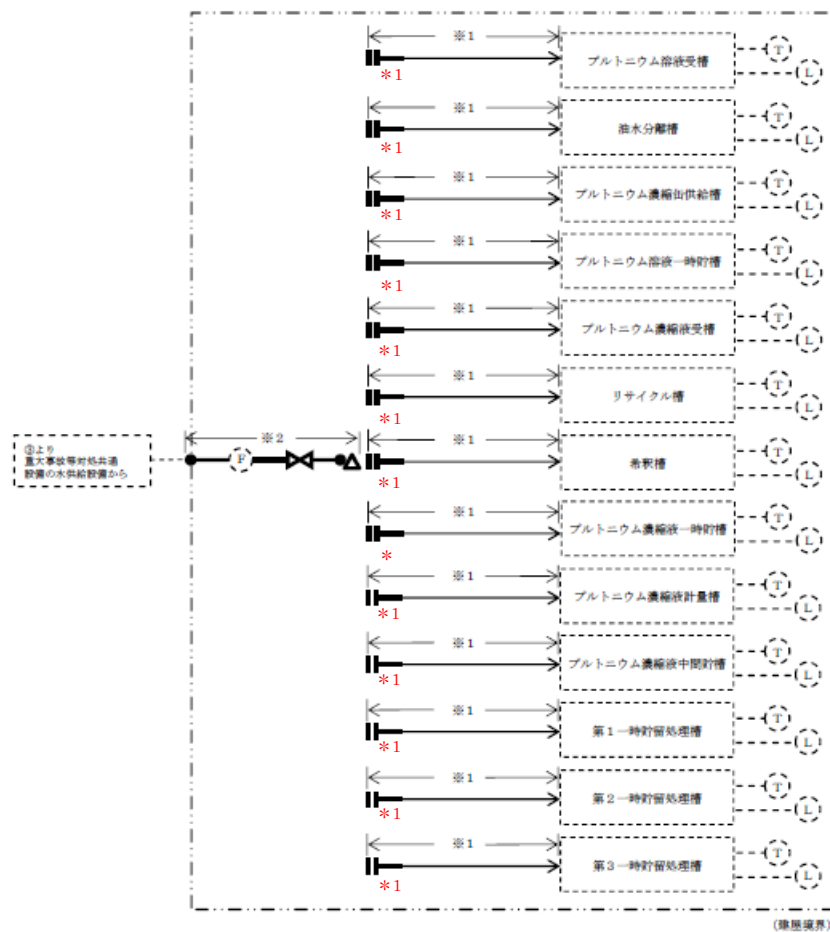 ※1
プルトニウム溶液受槽
T
L
*1
※1
油水分離槽
T
L
*1
※1
プルトニウム濃縮缶供給槽
T
L
*1
※1
プルトニウム溶液一時貯槽
T
L
*1
※1
プルトニウム濃縮液受槽
T
L
*1
※1
リサイクル槽
T
L
*1
③より
重大事故等対処共通
設備の水供給設備から
※2
F
※1
希釈槽
T
L
*1
※1
プルトニウム濃縮液一時貯槽
T
L
*
※1
プルトニウム濃縮液計量槽
T
L
*1
※1
プルトニウム濃縮液中間貯槽
T
L
*1
※1
第1一時貯留処理槽
T
L
*1
※1
第2一時貯留処理槽
T
L
*1
※1
第3一時貯留処理槽
T
L
*1
(建屋境界)